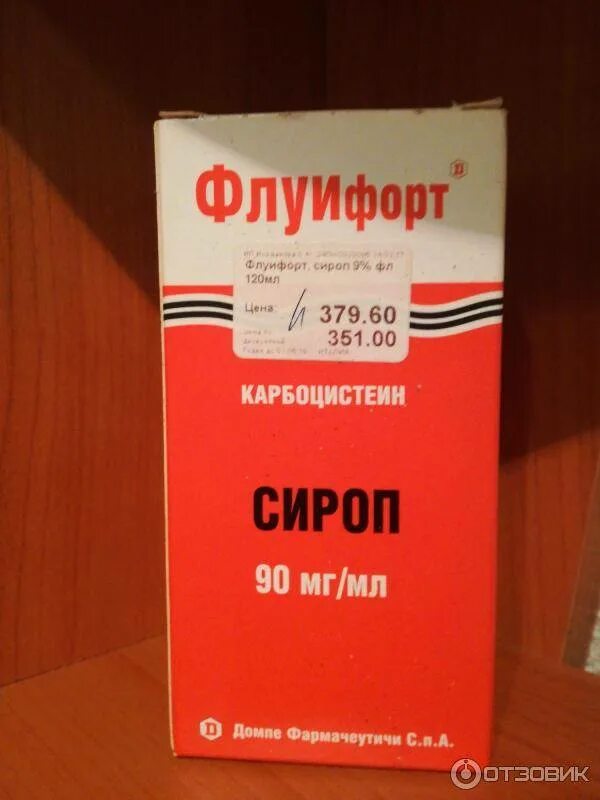 Флуифорт
Флуифорт, сироп 9% фл
120мл
Цена: 379.60
351.00
КАРБОЦИСТЕИН
СИРОП
90 мг/мл
Домпе Фармачеутичи С.п.А.
ОТЗОВИК